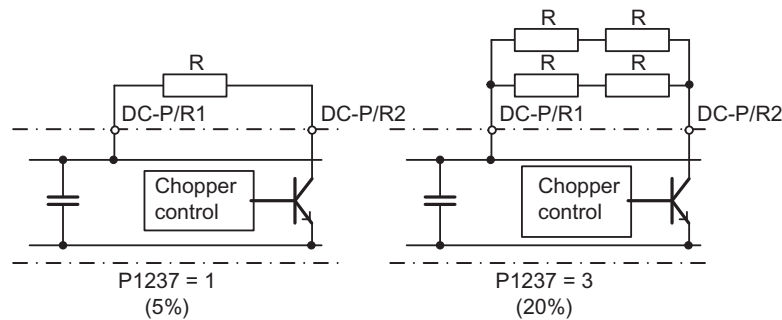 R
DC-P/R1
DC-P/R2
Chopper
control
P1237 = 1
(5%)
R
R
R
R
DC-P/R1
DC-P/R2
Chopper
control
P1237 = 3
(20%)